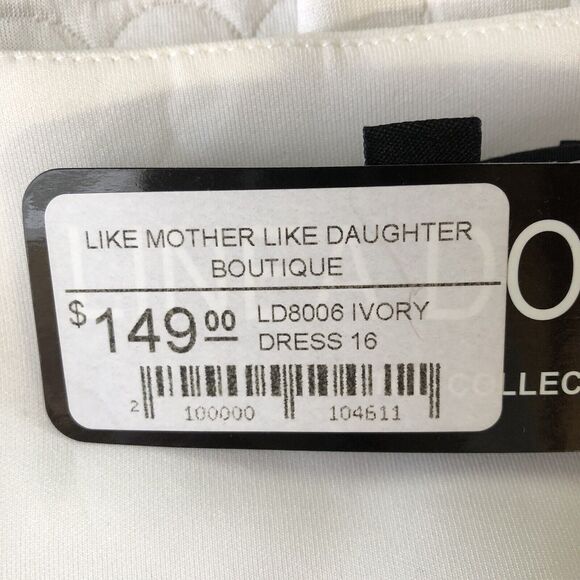 LIKE MOTHER LIKE DAUGHTER
BOUTIQUE
$149.00
LD8006 IVORY
DRESS 16
2 100000 104611